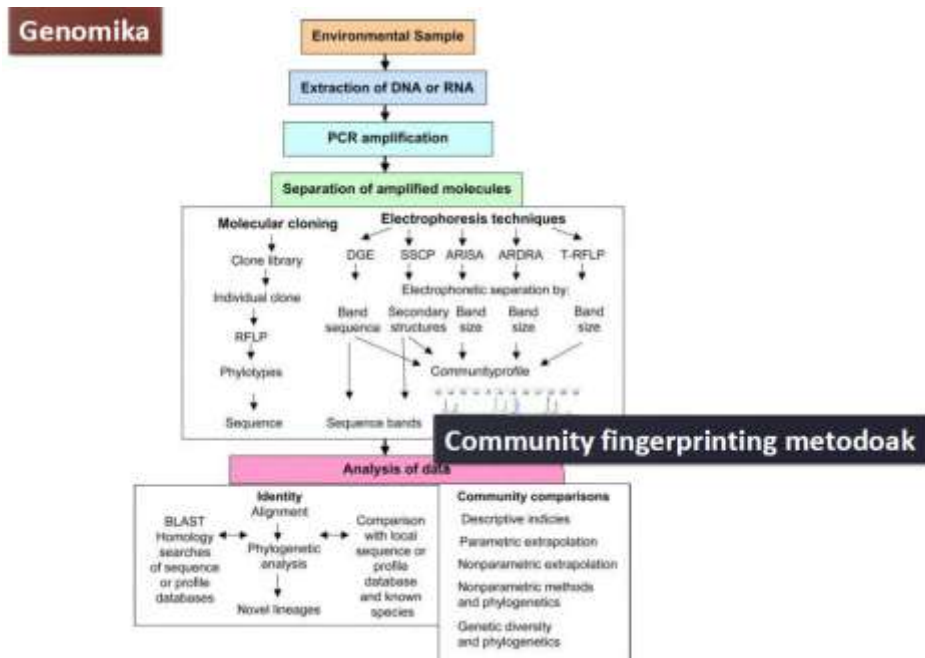 Genomika
Environmental Sample
Extraction of DNA or RNA
PCR amplification
Separation of amplified molecules
Molecular cloning
Clone library
Individual clone
RFLP
Phylotypes
Sequence
Electrophoresis techniques
DGE SSCP ARISA ARDRA T-RFLP
Electrophonetic separation by:
Band Secondary Band Band Band
sequence structures size size size
Communityprofile
Sequence bands
Community fingerprinting metodoak
Analysis of data
Identity
Alignment
Phylogenetic
analysis
Novel lineages
BLAST
Homology
searches
of sequence
or profile
databases
Comparison
with local
sequence or
profile
database
and known
species
Community comparisons
Descriptive indicies
Parametric extrapolation
Nonparametric extrapolation
Nonparametric methods
and phylogenetics
Genetic diversity
and phylogenetics